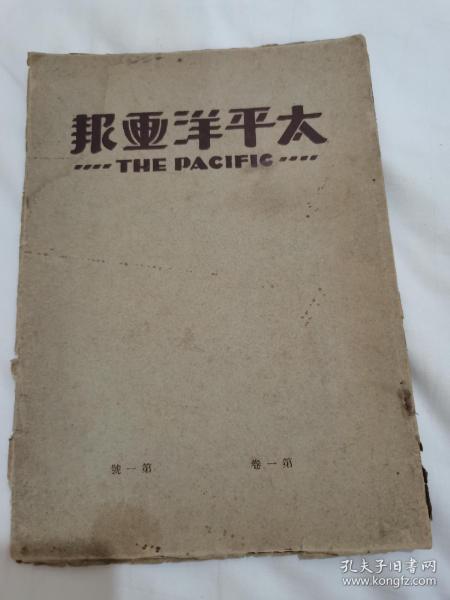 太平洋畫報
THE PACIFIC
第一卷 第一號
孔夫子旧书网
www.kongfz.com